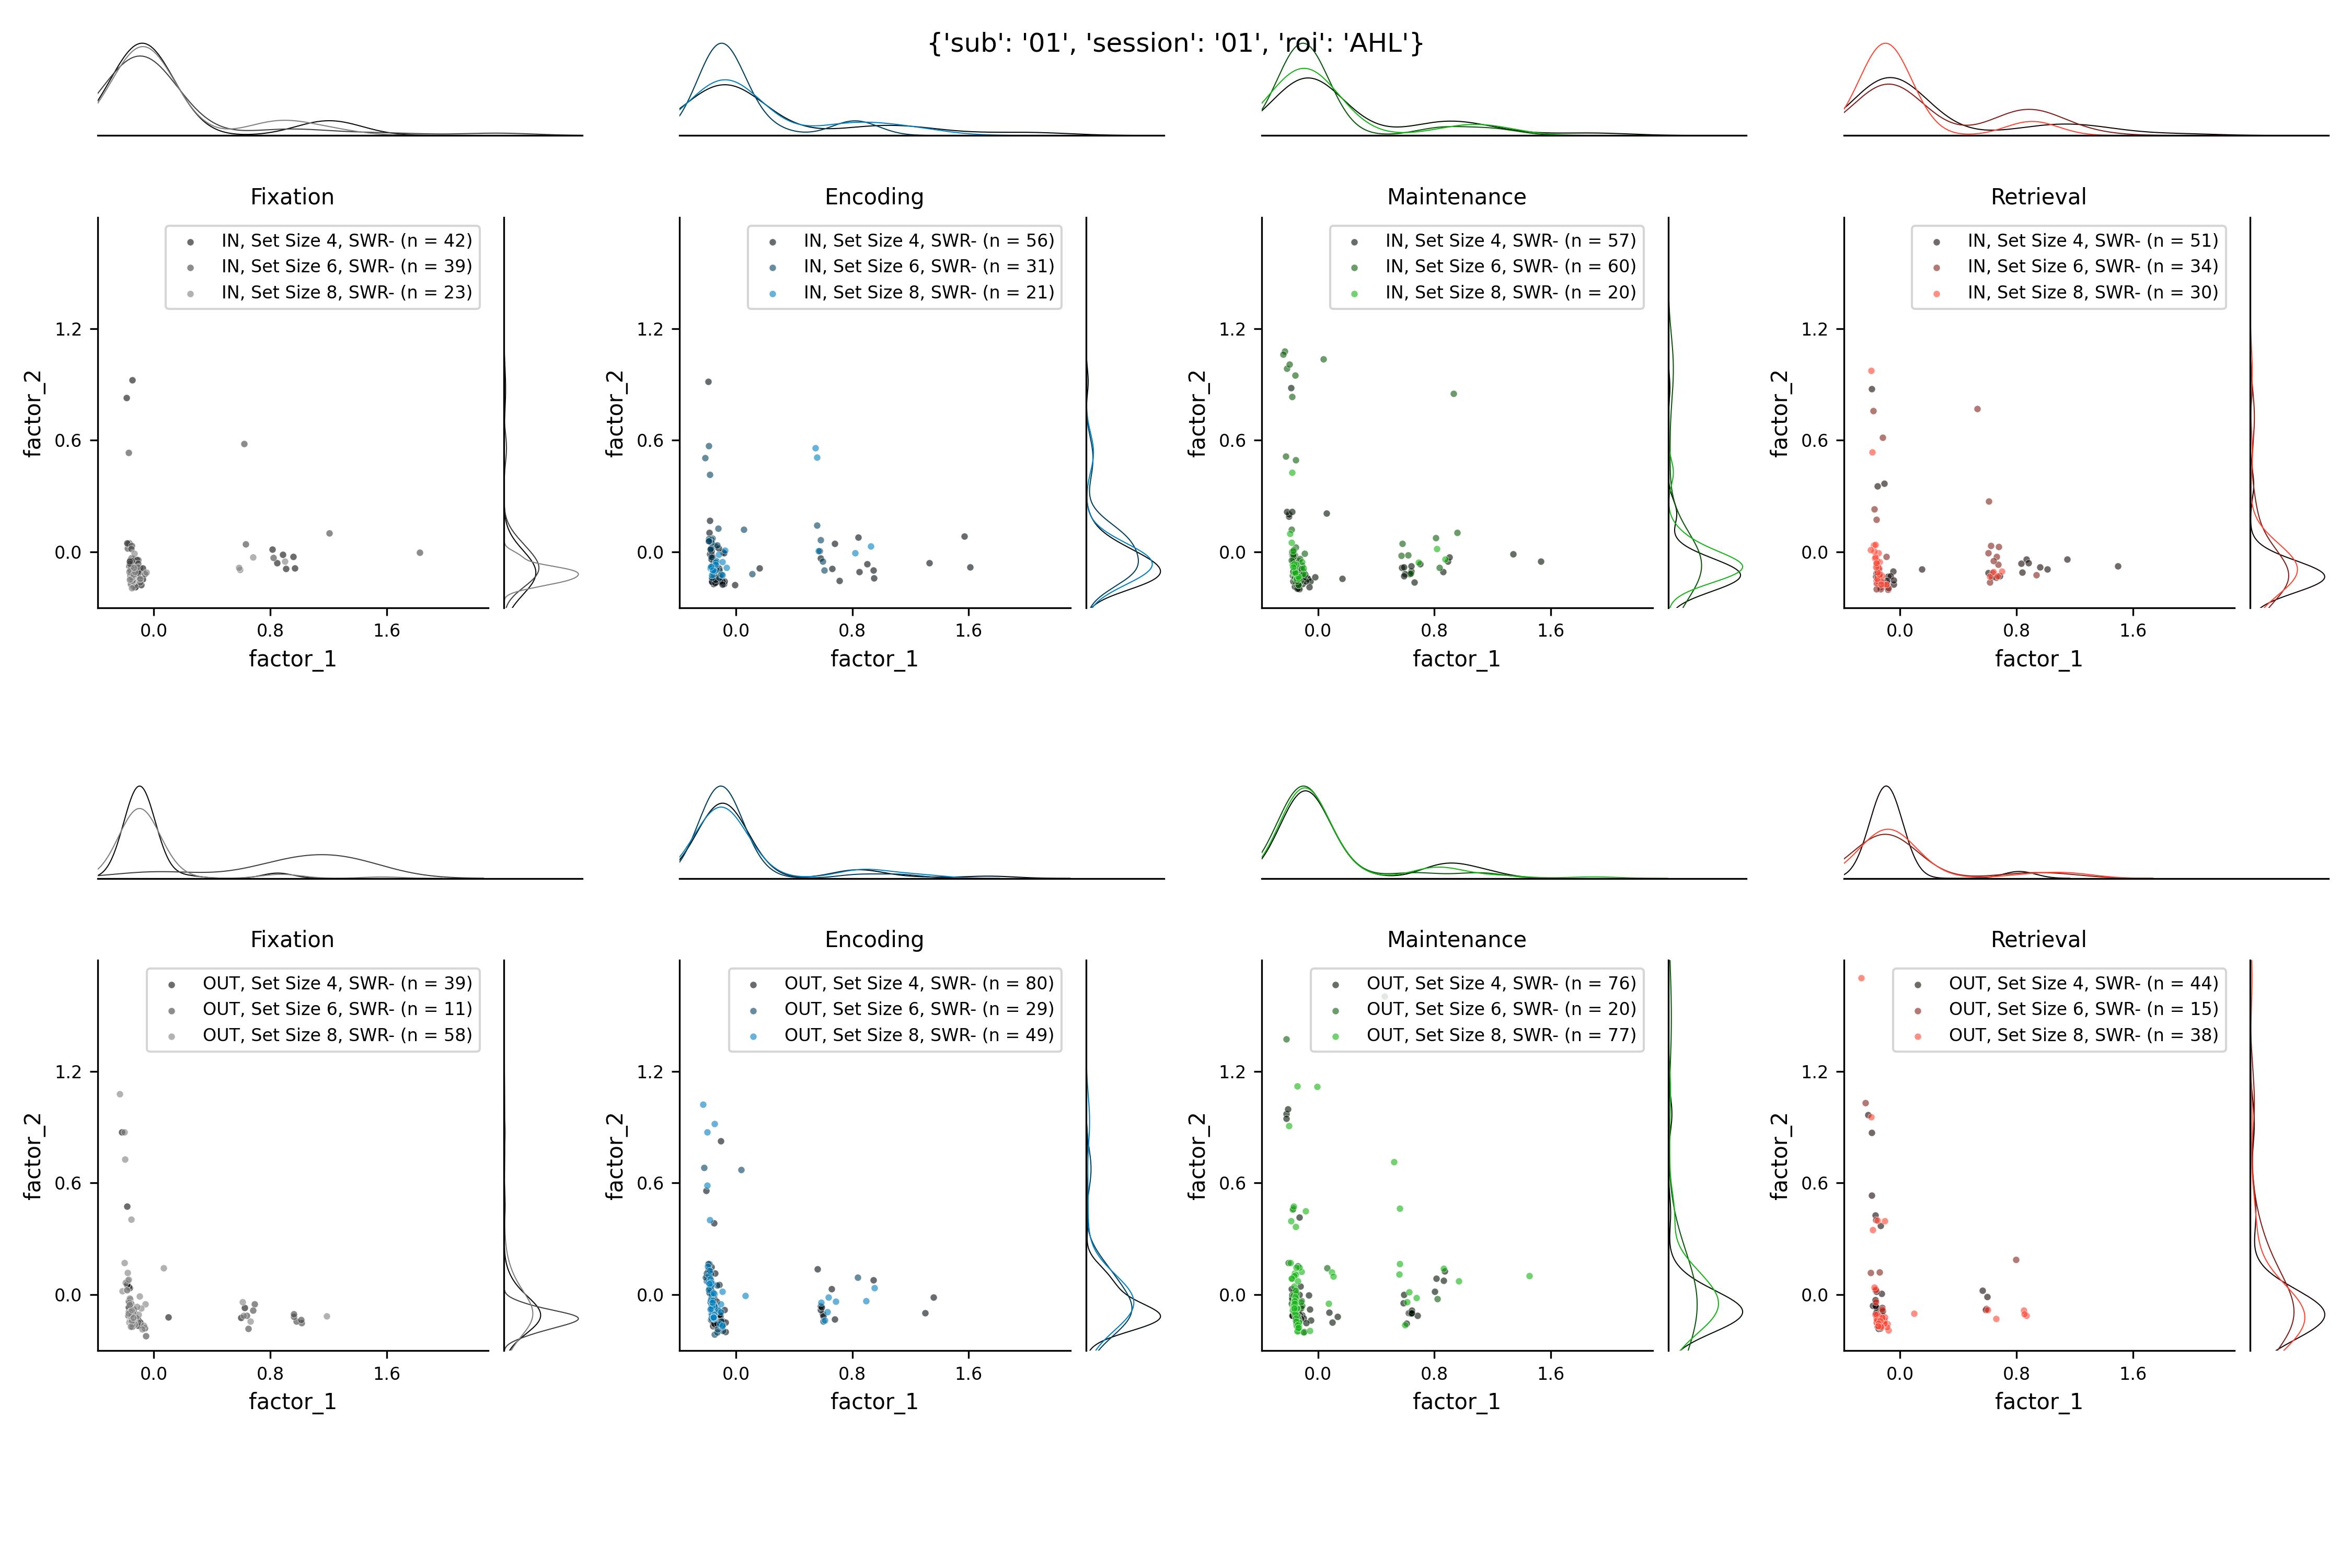 {'sub': '01', 'session': '01', 'roi': 'AHL'}
Fixation
IN, Set Size 4, SWR- (n = 42)
IN, Set Size 6, SWR- (n = 39)
IN, Set Size 8, SWR- (n = 23)
1.2
0.6
0.0
factor_2
0.0 0.8 1.6
factor_1
Encoding
IN, Set Size 4, SWR- (n = 56)
IN, Set Size 6, SWR- (n = 31)
IN, Set Size 8, SWR- (n = 21)
1.2
0.6
0.0
factor_2
0.0 0.8 1.6
factor_1
Maintenance
IN, Set Size 4, SWR- (n = 57)
IN, Set Size 6, SWR- (n = 60)
IN, Set Size 8, SWR- (n = 20)
1.2
0.6
0.0
factor_2
0.0 0.8 1.6
factor_1
Retrieval
IN, Set Size 4, SWR- (n = 51)
IN, Set Size 6, SWR- (n = 34)
IN, Set Size 8, SWR- (n = 30)
1.2
0.6
0.0
factor_2
0.0 0.8 1.6
factor_1
Fixation
OUT, Set Size 4, SWR- (n = 39)
OUT, Set Size 6, SWR- (n = 11)
OUT, Set Size 8, SWR- (n = 58)
1.2
0.6
0.0
factor_2
0.0 0.8 1.6
factor_1
Encoding
OUT, Set Size 4, SWR- (n = 80)
OUT, Set Size 6, SWR- (n = 29)
OUT, Set Size 8, SWR- (n = 49)
1.2
0.6
0.0
factor_2
0.0 0.8 1.6
factor_1
Maintenance
OUT, Set Size 4, SWR- (n = 76)
OUT, Set Size 6, SWR- (n = 20)
OUT, Set Size 8, SWR- (n = 77)
1.2
0.6
0.0
factor_2
0.0 0.8 1.6
factor_1
Retrieval
OUT, Set Size 4, SWR- (n = 44)
OUT, Set Size 6, SWR- (n = 15)
OUT, Set Size 8, SWR- (n = 38)
1.2
0.6
0.0
factor_2
0.0 0.8 1.6
factor_1